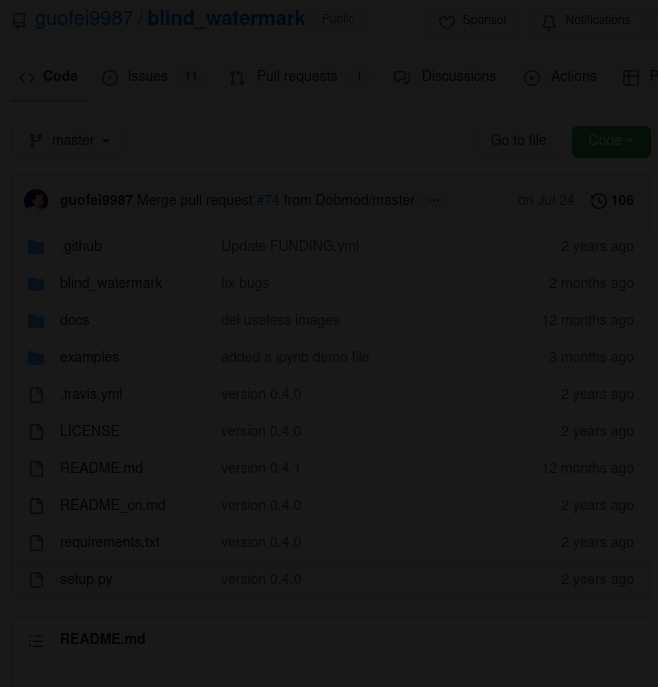 guofei9987 / blind_watermark Public Sponsor Notifications
Code Issues 11 Pull requests 1 Discussions Actions P
master Go to file Code
guofei9987 Merge pull request #74 from Dobmod/master ... on Jul 24 106
.github Update FUNDING.yml 2 years ago
blind_watermark fix bugs 2 months ago
docs del useless images 12 months ago
examples added a ipynb demo file 3 months ago
.travis.yml version 0.4.0 2 years ago
LICENSE version 0.4.0 2 years ago
README.md version 0.4.1 12 months ago
README_cn.md version 0.4.0 2 years ago
requirements.txt version 0.4.0 2 years ago
setup.py version 0.4.0 2 years ago
README.md